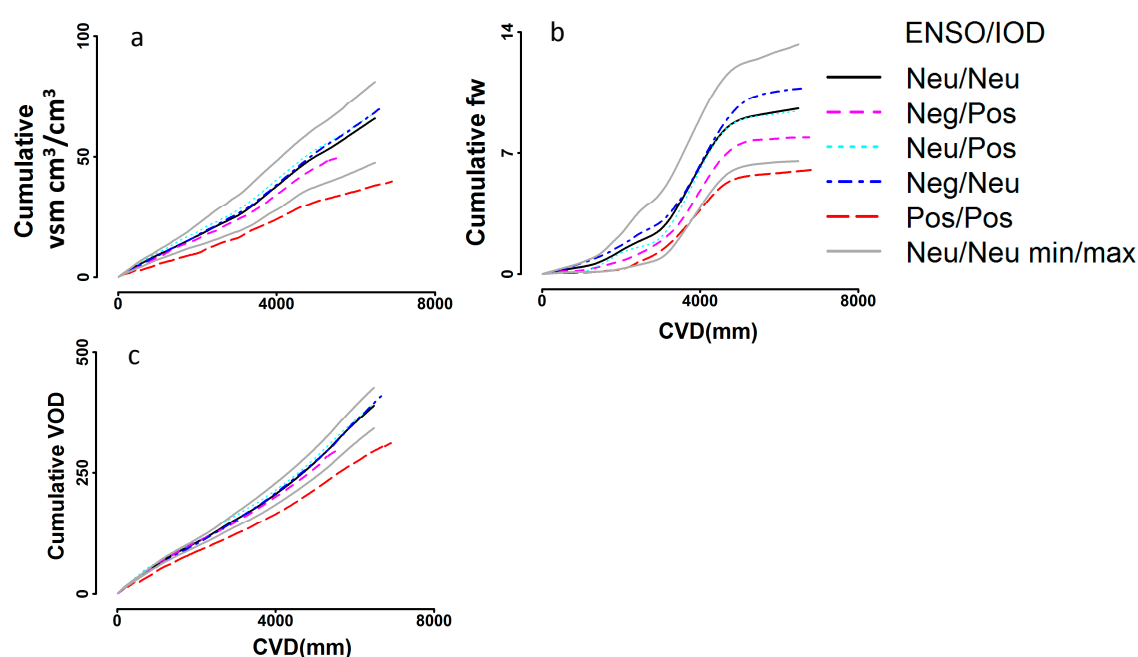 a
Cumulative
vsm cm³/cm³
100
50
0
0
4000
8000
b
Cumulative fw
14
7
0
0
4000
8000
CVD(mm)
ENSO/IOD
Neu/Neu
Neg/Pos
Neu/Pos
Neg/Neu
Pos/Pos
Neu/Neu min/max
c
Cumulative VOD
500
250
0
0
4000
8000
CVD(mm)